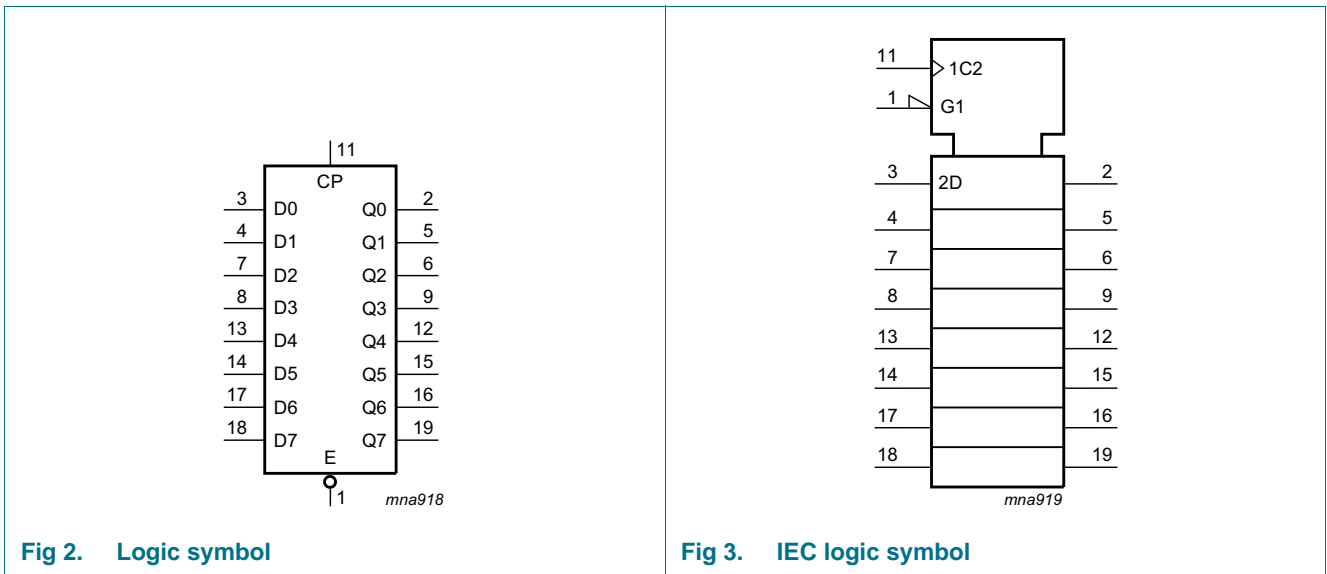 11
CP
3 D0 Q0 2
4 D1 Q1 5
7 D2 Q2 6
8 D3 Q3 9
13 D4 Q4 12
14 D5 Q5 15
17 D6 Q6 16
18 D7 Q7 19
E
1 mna918
Fig 2. Logic symbol
11 1C2
1 G1
3 2D 2
4 5
7 6
8 9
13 12
14 15
17 16
18 19
mna919
Fig 3. IEC logic symbol